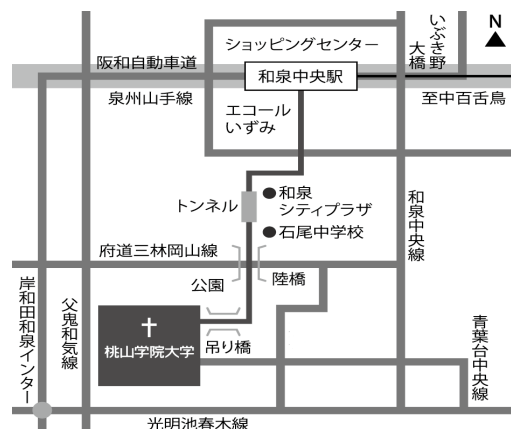 N
いぶき野
大橋
ショッピングセンター
阪和自動車道
和泉中央駅
泉州山手線
エコール
いずみ
至中百舌鳥
トンネル
和泉
シティプラザ
石尾中学校
和泉中央線
府道三林岡山線
公園
陸橋
岸和田和泉インター
父鬼和気線
桃山学院大学
吊り橋
青葉台中央線
光明池春木線